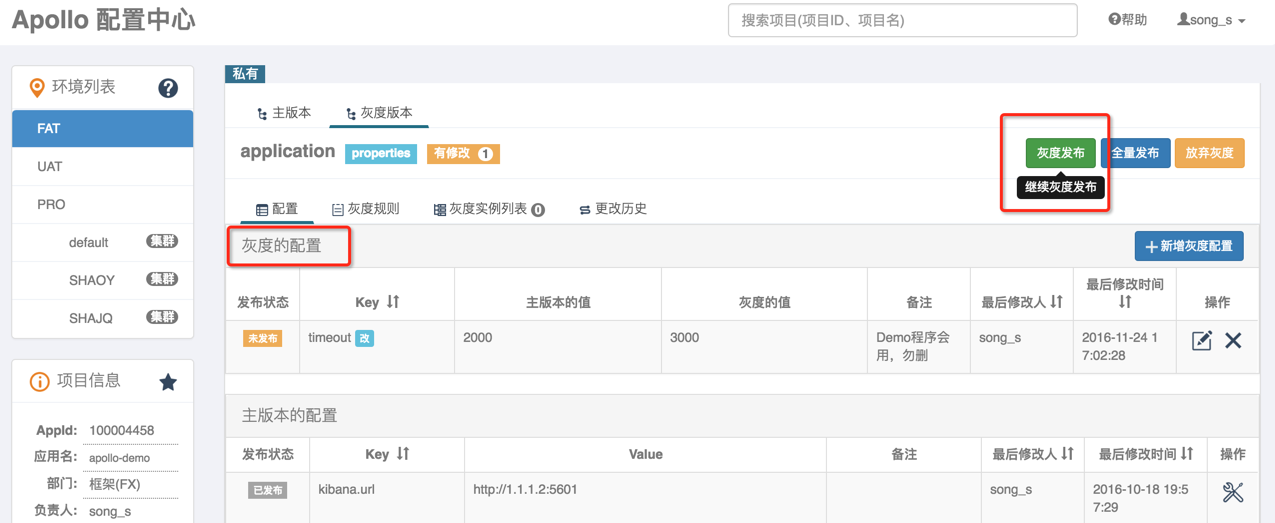 Apollo 配置中心
搜索项目(项目ID、项目名)
帮助
song_s
环境列表
FAT
UAT
PRO
default 集群
SHAOY 集群
SHAJQ 集群
项目信息
AppId: 100004458
应用名: apollo-demo
部门: 框架(FX)
负责人: song_s
私有
主版本 灰度版本
application properties 有修改 1
灰度发布 全量发布 放弃灰度
继续灰度发布
配置 灰度规则 灰度实例列表 0 更改历史
灰度的配置
新增灰度配置
发布状态 Key 主版本的值 灰度的值 备注 最后修改人 最后修改时间 操作
未发布 timeout 改 2000 3000 Demo程序会 song_s 2016-11-24 1
用，勿删 7:02:28
主版本的配置
发布状态 Key Value 备注 最后修改人 最后修改时间 操作
已发布 kibana.url http://1.1.1.2:5601 song_s 2016-10-18 19:5
7:29